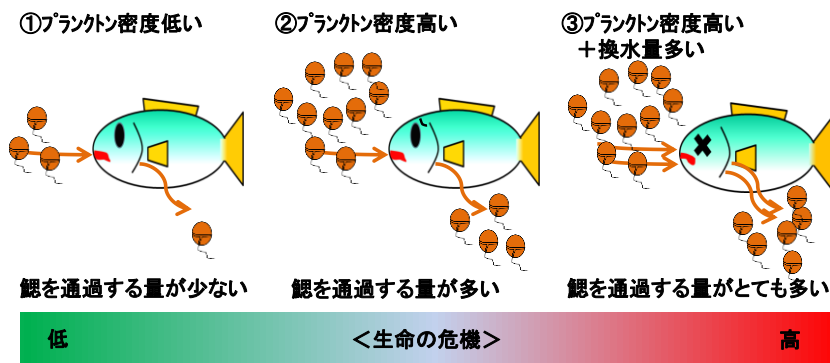 ①プランクトン密度低い
②プランクトン密度高い
③プランクトン密度高い
＋換水量多い
鰓を通過する量が少ない
鰓を通過する量が多い
鰓を通過する量がとても多い
低
＜生命の危機＞
高